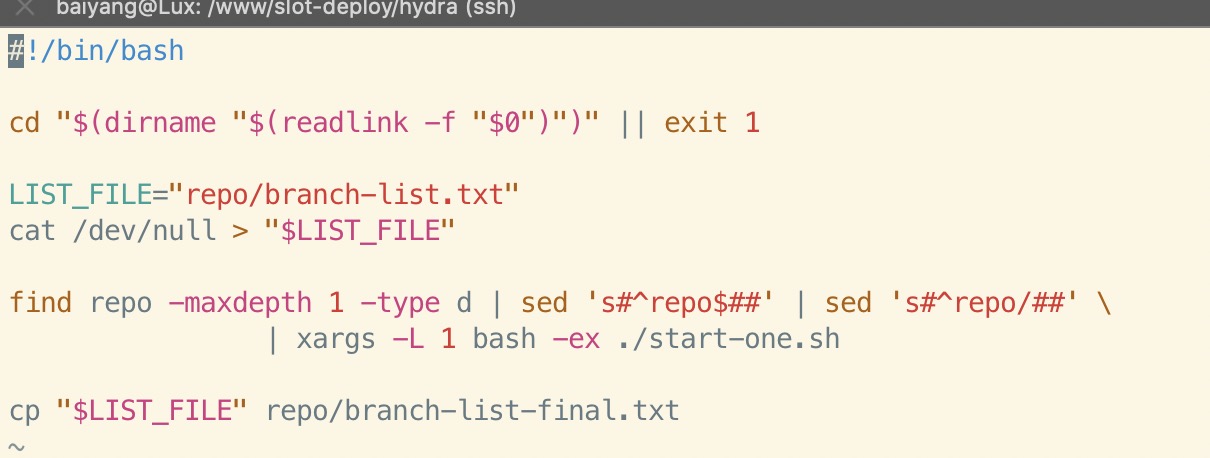 baiyang@Lux: /www/slot-deploy/hydra (ssh)
#!/bin/bash
cd "$(dirname "$(readlink -f "$0")")" || exit 1
LIST_FILE="repo/branch-list.txt"
cat /dev/null > "$LIST_FILE"
find repo -maxdepth 1 -type d | sed 's#^repo$##' | sed 's#^repo/##' \
| xargs -L 1 bash -ex ./start-one.sh
cp "$LIST_FILE" repo/branch-list-final.txt
~